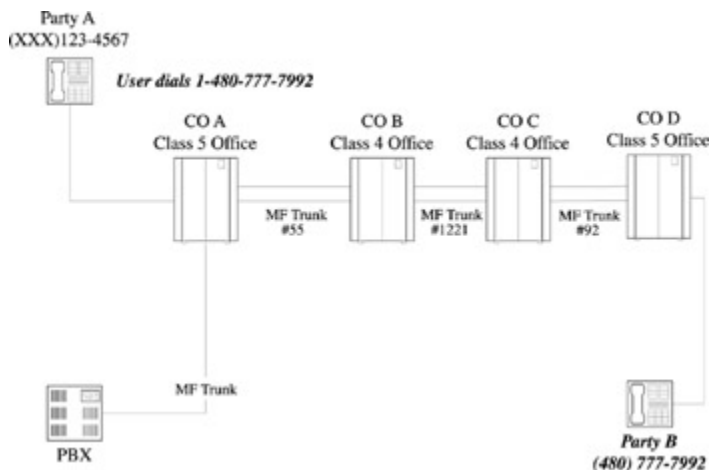 Party A
(XXX)123-4567
User dials 1-480-777-7992
CO A
Class 5 Office
CO B
Class 4 Office
CO C
Class 4 Office
CO D
Class 5 Office
MF Trunk
#55
MF Trunk
#1221
MF Trunk
#92
MF Trunk
PBX
Party B
(480) 777-7992